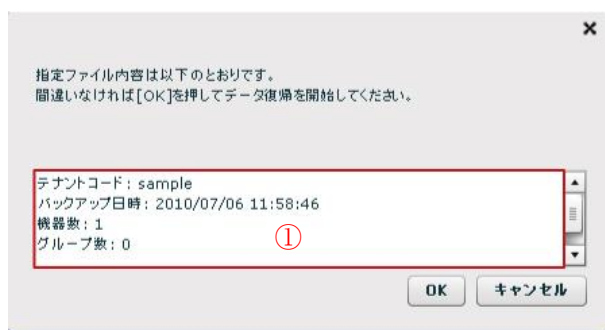 指定ファイル内容は以下のとおりです。
間違いなければ[OK]を押してデータ復帰を開始してください。
テナントコード: sample
バックアップ日時: 2010/07/06 11:58:46
機器数: 1
グループ数: 0
①
OK キャンセル